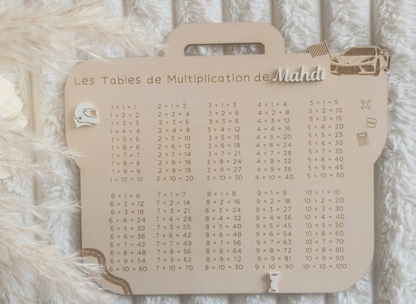 Les Tables de Multiplication de Mahdi
1 × 1 = 1 2 × 1 = 2 3 × 1 = 3 4 × 1 = 4 5 × 1 = 5
1 × 2 = 2 2 × 2 = 4 3 × 2 = 6 4 × 2 = 8 5 × 2 = 10
1 × 3 = 3 2 × 3 = 6 3 × 3 = 9 4 × 3 = 12 5 × 3 = 15
1 × 4 = 4 2 × 4 = 8 3 × 4 = 12 4 × 4 = 16 5 × 4 = 20
1 × 5 = 5 2 × 5 = 10 3 × 5 = 15 4 × 5 = 20 5 × 5 = 25
1 × 6 = 6 2 × 6 = 12 3 × 6 = 18 4 × 6 = 24 5 × 6 = 30
1 × 7 = 7 2 × 7 = 14 3 × 7 = 21 4 × 7 = 28 5 × 7 = 35
1 × 8 = 8 2 × 8 = 16 3 × 8 = 24 4 × 8 = 32 5 × 8 = 40
1 × 9 = 9 2 × 9 = 18 3 × 9 = 27 4 × 9 = 36 5 × 9 = 45
1 × 10 = 10 2 × 10 = 20 3 × 10 = 30 4 × 10 = 40 5 × 10 = 50
6 × 1 = 6 7 × 1 = 7 8 × 1 = 8 9 × 1 = 9 10 × 1 = 10
6 × 2 = 12 7 × 2 = 14 8 × 2 = 16 9 × 2 = 18 10 × 2 = 20
6 × 3 = 18 7 × 3 = 21 8 × 3 = 24 9 × 3 = 27 10 × 3 = 30
6 × 4 = 24 7 × 4 = 28 8 × 4 = 32 9 × 4 = 36 10 × 4 = 40
6 × 5 = 30 7 × 5 = 35 8 × 5 = 40 9 × 5 = 45 10 × 5 = 50
6 × 6 = 36 7 × 6 = 42 8 × 6 = 48 9 × 6 = 54 10 × 6 = 60
6 × 7 = 42 7 × 7 = 49 8 × 7 = 56 9 × 7 = 63 10 × 7 = 70
6 × 8 = 48 7 × 8 = 56 8 × 8 = 64 9 × 8 = 72 10 × 8 = 80
6 × 9 = 54 7 × 9 = 63 8 × 9 = 72 9 × 9 = 81 10 × 9 = 90
6 × 10 = 60 7 × 10 = 70 8 × 10 = 80 9 × 10 = 90 10 × 10 = 100